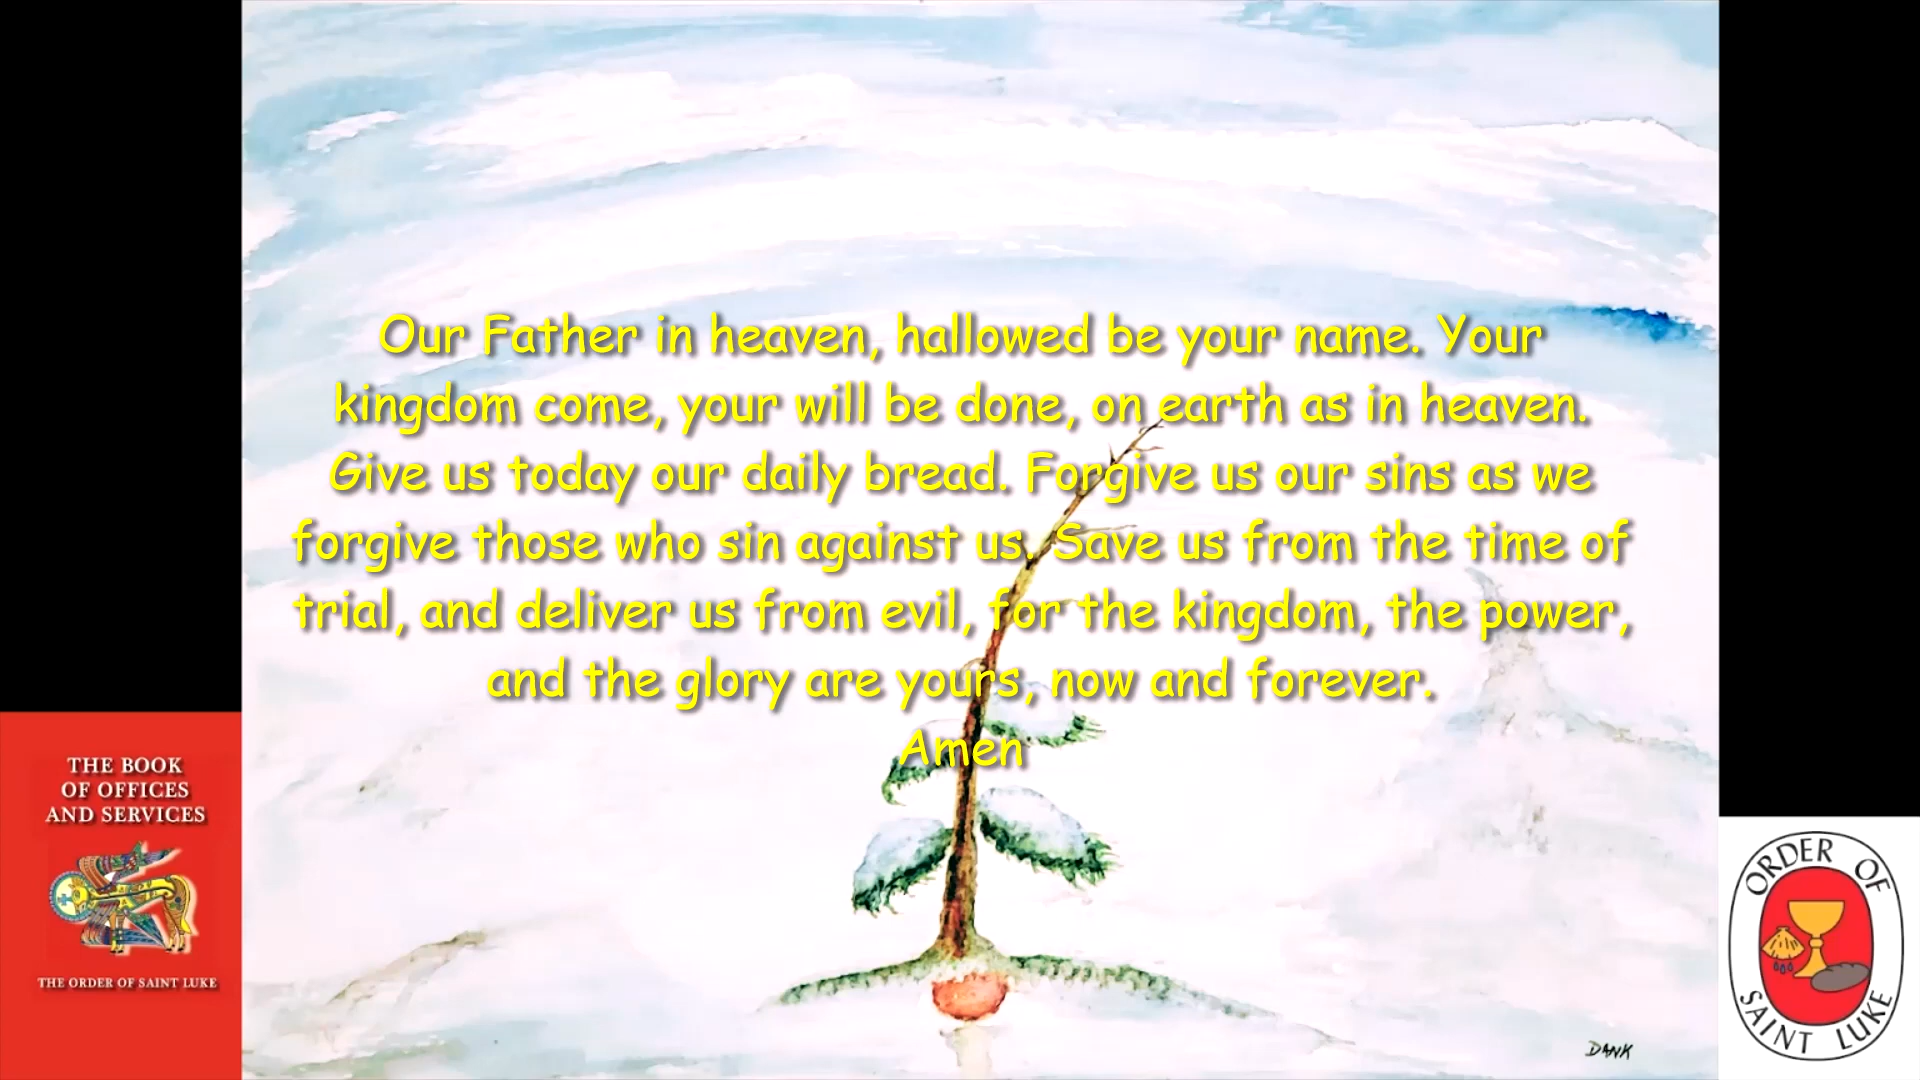 Our Father in heaven, hallowed be your name. Your
kingdom come, your will be done, on earth as in heaven.
Give us today our daily bread. Forgive us our sins as we
forgive those who sin against us. Save us from the time of
trial, and deliver us from evil, for the kingdom, the power,
and the glory are yours, now and forever.
Amen
THE BOOK
OF OFFICES
AND SERVICES
THE ORDER OF SAINT LUKE
ORDER OF
SAINT LUKE
DANK